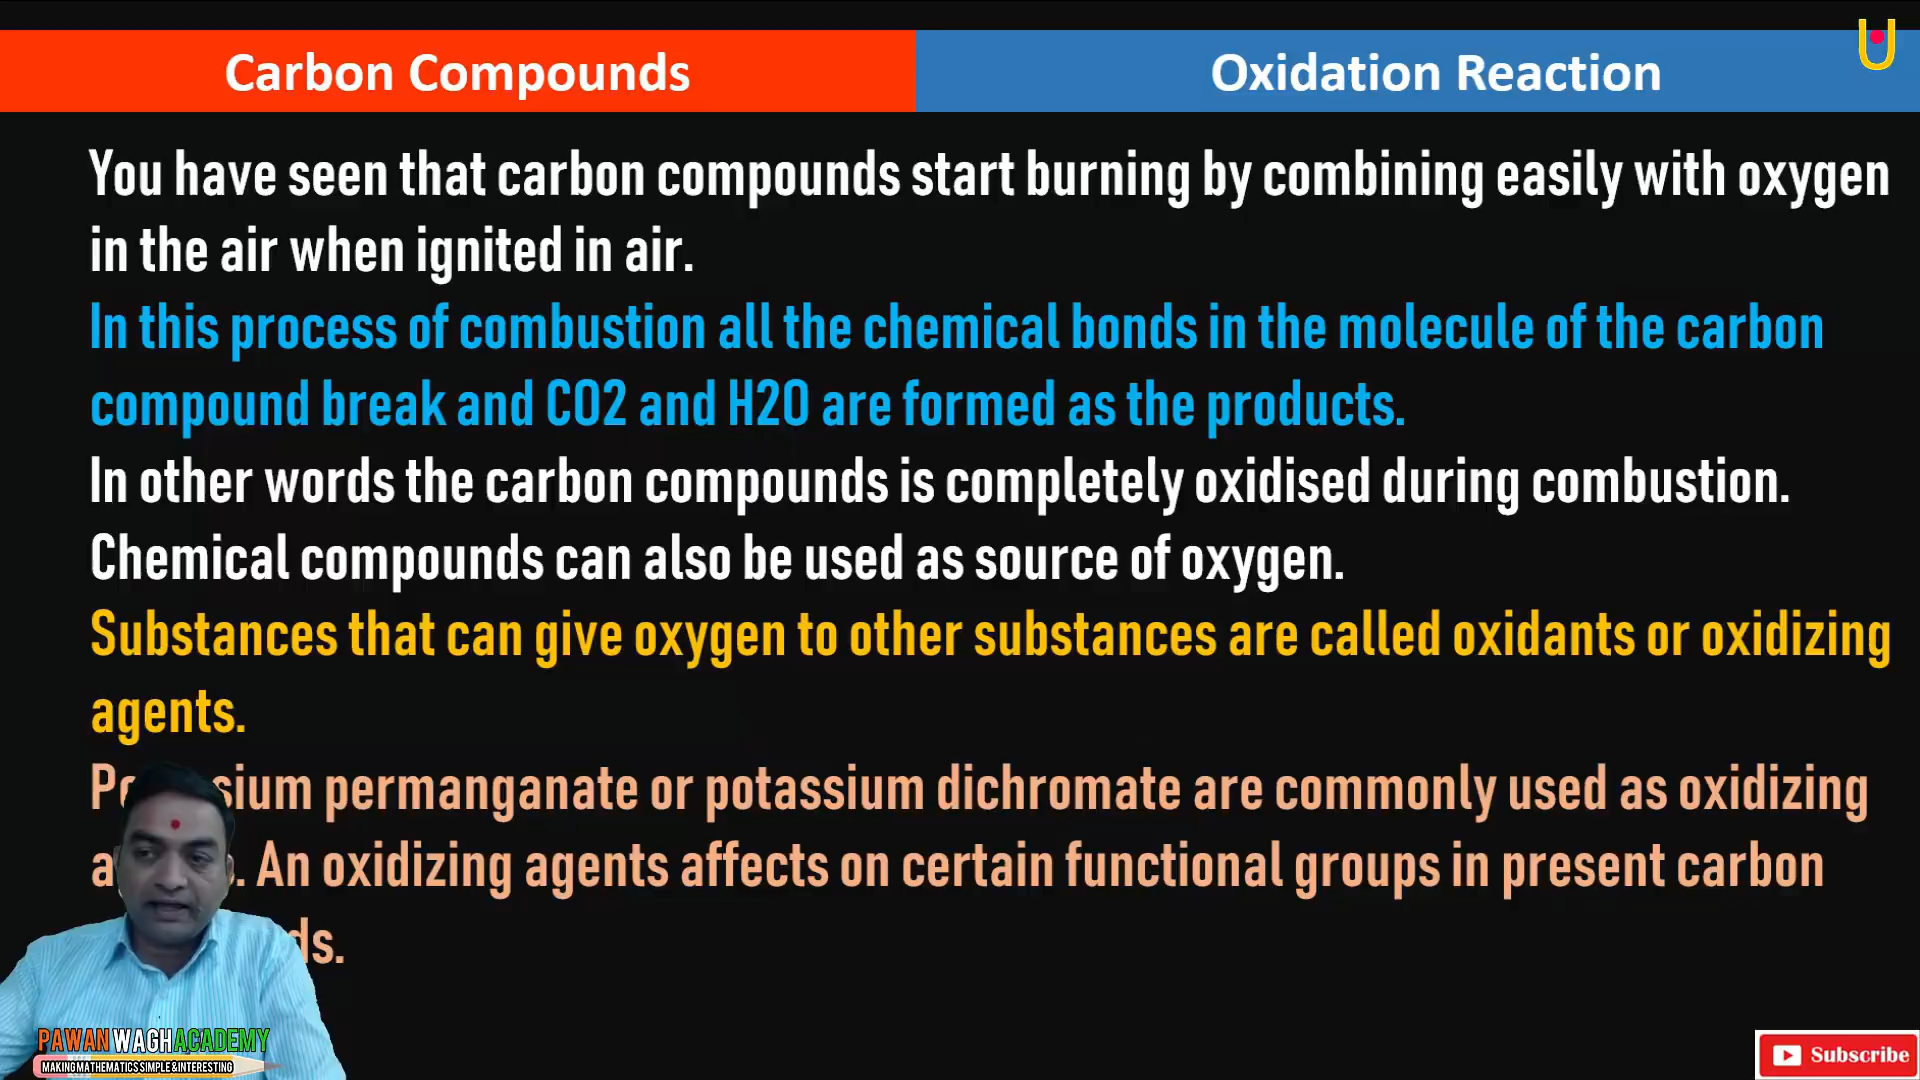 Carbon Compounds
Oxidation Reaction
You have seen that carbon compounds start burning by combining easily with oxygen
in the air when ignited in air.
In this process of combustion all the chemical bonds in the molecule of the carbon
compound break and CO2 and H2O are formed as the products.
In other words the carbon compounds is completely oxidised during combustion.
Chemical compounds can also be used as source of oxygen.
Substances that can give oxygen to other substances are called oxidants or oxidizing
agents.
permanganate or potassium dichromate are commonly used as oxidizing
An oxidizing agents affects on certain functional groups in present carbon
PAWAN WAGH ACADEMY
MAKING MATHEMATICS SIMPLE & INTERESTING
Subscribe